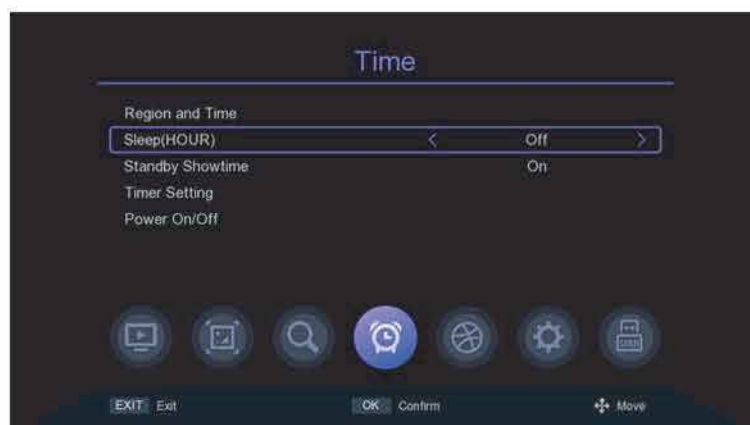 Time
Region and Time
Sleep(HOUR) < Off >
Standby Showtime On
Timer Setting
Power On/Off
EXIT Exit OK Confirm Move